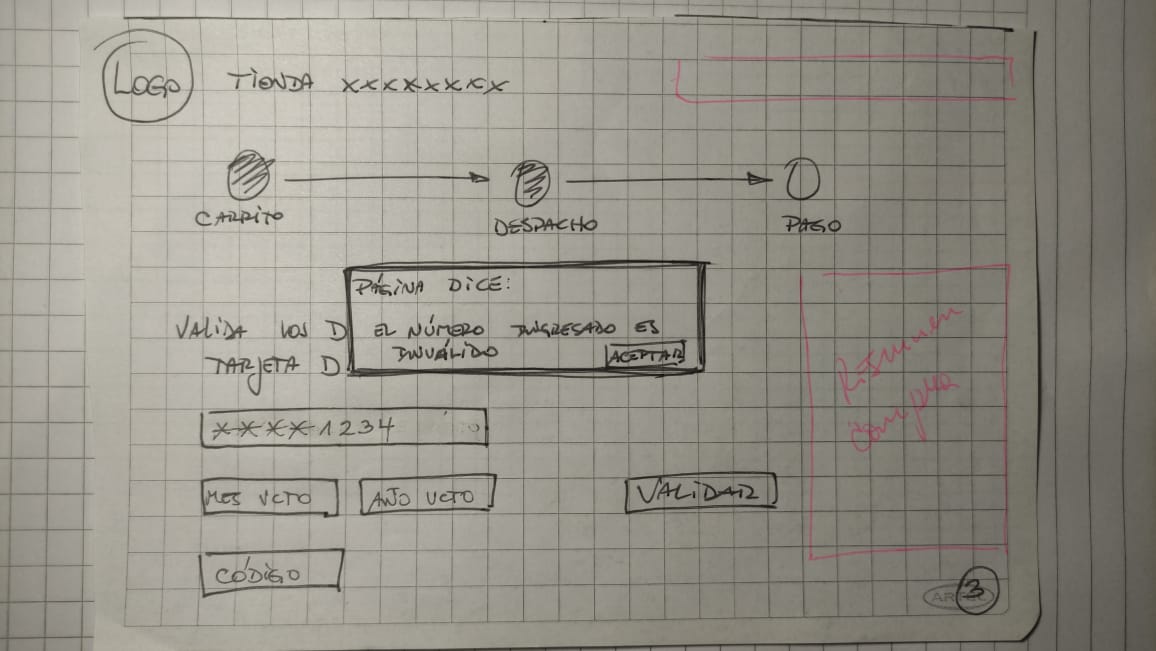 LOGO
TIENDA XXXXXXXX
CARRITO
DESPACHO
PAGO
PÁGINA DICE:
VALIDA LOS D
EL NÚMERO INGRESADO ES
INVÁLIDO
ACEPTAR
TARJETA D
****1234
MES VCTO
AÑO VCTO
VALIDAR
CÓDIGO
Resumen
compra
3